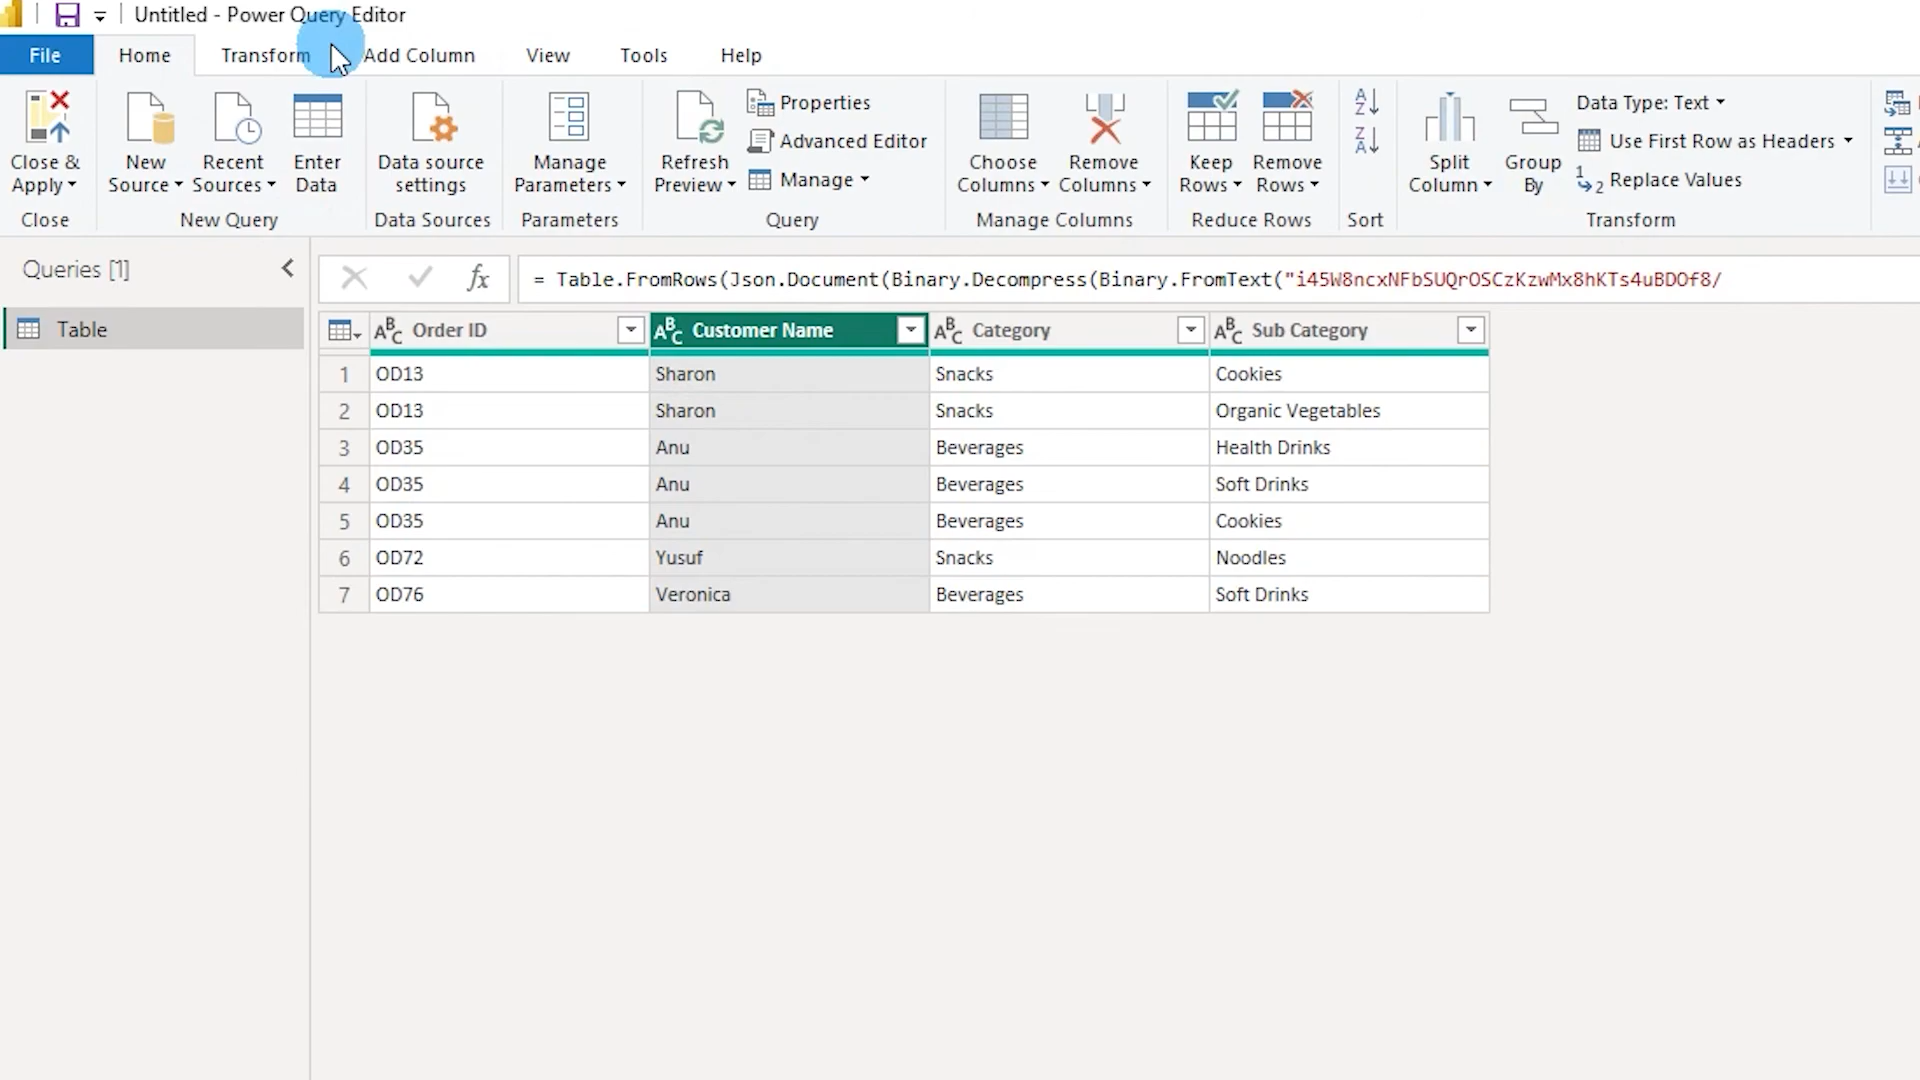 Untitled - Power Query Editor
File Home Transform Add Column View Tools Help
Close & Apply
New Source
Recent Sources
Enter Data
Data source settings
Manage Parameters
Refresh Preview
Properties
Advanced Editor
Manage
Choose Columns
Remove Columns
Keep Rows
Remove Rows
Split Column
Group By
Data Type: Text
Use First Row as Headers
Replace Values
Close New Query Data Sources Parameters Query Manage Columns Reduce Rows Sort Transform
Queries [1]
Table
fx = Table.FromRows(Json.Document(Binary.Decompress(Binary.FromText("i45W8ncxNFbSUQrOSCzKzwMx8hKTs4uBDOf8/
Order ID Customer Name Category Sub Category
1 OD13 Sharon Snacks Cookies
2 OD13 Sharon Snacks Organic Vegetables
3 OD35 Anu Beverages Health Drinks
4 OD35 Anu Beverages Soft Drinks
5 OD35 Anu Beverages Cookies
6 OD72 Yusuf Snacks Noodles
7 OD76 Veronica Beverages Soft Drinks